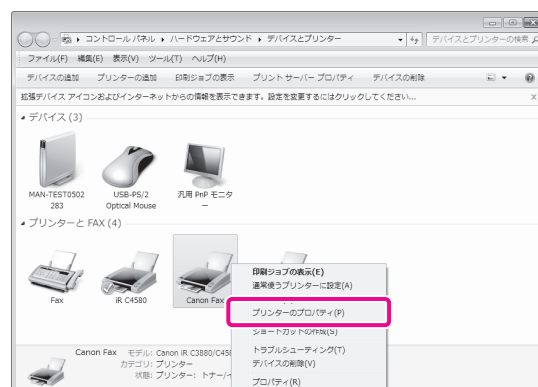 コントロール パネル ▸ ハードウェアとサウンド ▸ デバイスとプリンター
デバイスとプリンターの検索
ファイル(F) 編集(E) 表示(V) ツール(T) ヘルプ(H)
デバイスの追加 プリンターの追加 印刷ジョブの表示 プリント サーバー プロパティ デバイスの削除
拡張デバイス アイコンおよびインターネットからの情報を表示できます。設定を変更するにはクリックしてください...
デバイス (3)
MAN-TEST0502
283
USB-PS/2
Optical Mouse
汎用 PnP モニタ
ー
プリンターと FAX (4)
Fax
iR C4580
Canon Fax
印刷ジョブの表示(E)
通常使うプリンターに設定(A)
プリンターのプロパティ(P)
ショートカットの作成(S)
トラブルシューティング(T)
デバイスの削除(V)
プロパティ(R)
Canon Fax モデル: Canon iR C3880/C458
カテゴリ: プリンター
状態: プリンター: トナー/